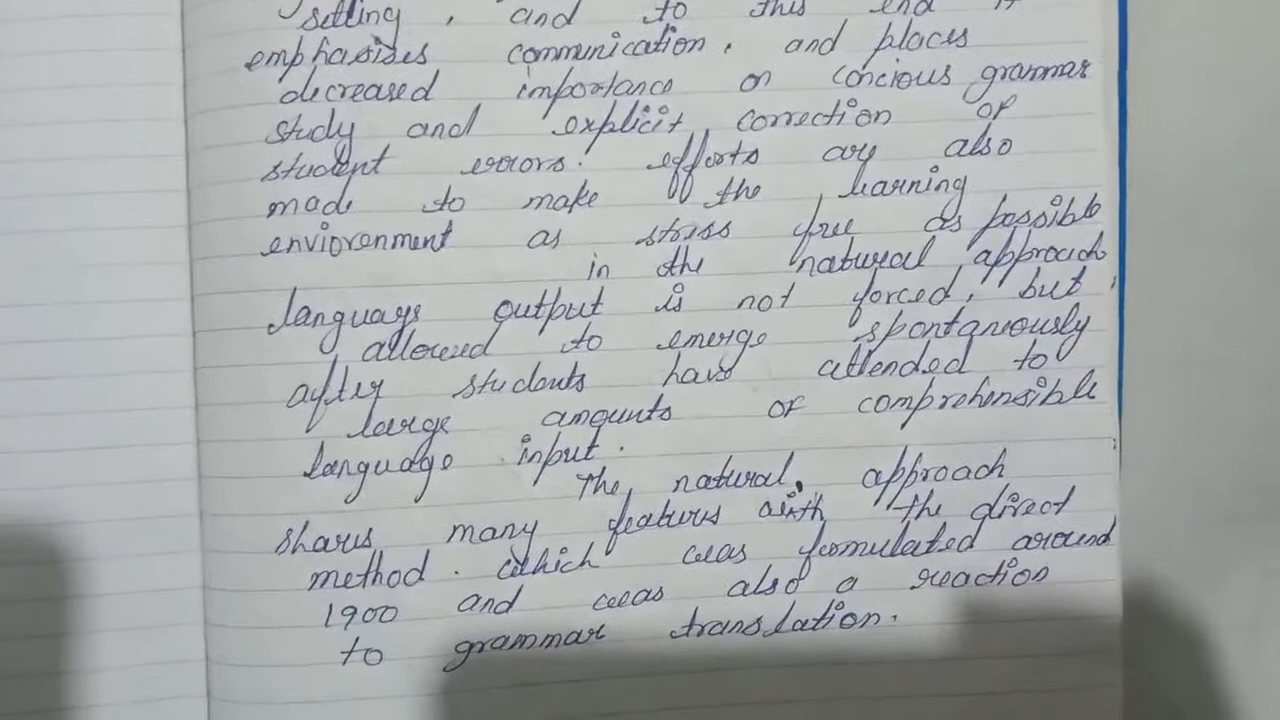 setting, and to this end it
emphasises communication, and places
decreased importance on concious grammar
study and explicit correction of
student errors. efforts are also
made to make the learning
enviorenment as stress free as possible
in the natural approach
language output is not forced, but
allowed to emerge spontaneously
after students have attended to
large amounts of comprehensible
language input.
The natural, approach
shares many features with the direct
method. Which was formulated around
1900 and was also a reaction
to grammar translation.